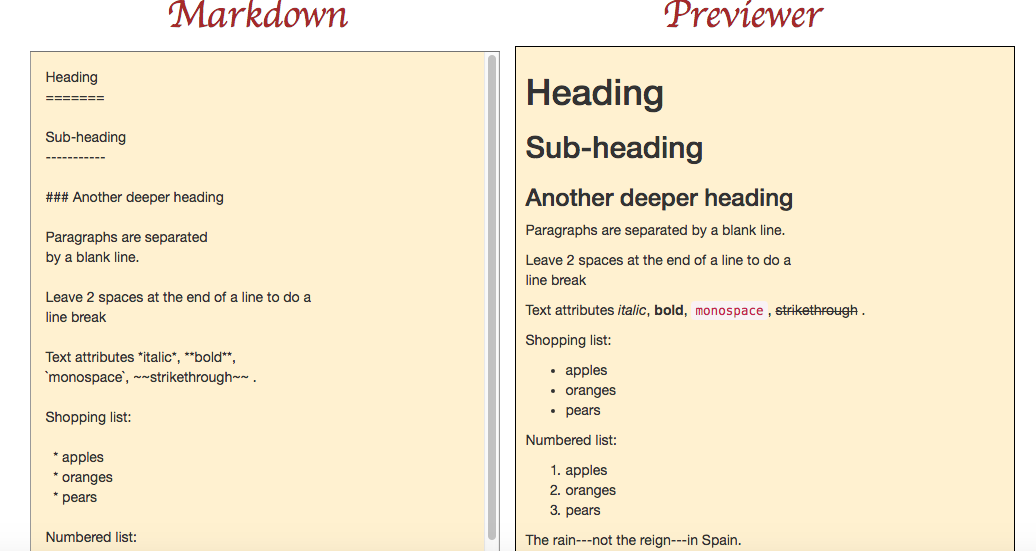 Markdown
Heading
=======
Sub-heading
-----------
### Another deeper heading
Paragraphs are separated
by a blank line.
Leave 2 spaces at the end of a line to do a
line break
Text attributes *italic*, **bold**,
`monospace`, ~~strikethrough~~ .
Shopping list:
* apples
* oranges
* pears
Numbered list:
Previewer
Heading
Sub-heading
Another deeper heading
Paragraphs are separated by a blank line.
Leave 2 spaces at the end of a line to do a
line break
Text attributes italic, bold, monospace , strikethrough .
Shopping list:
• apples
• oranges
• pears
Numbered list:
1. apples
2. oranges
3. pears
The rain---not the reign---in Spain.